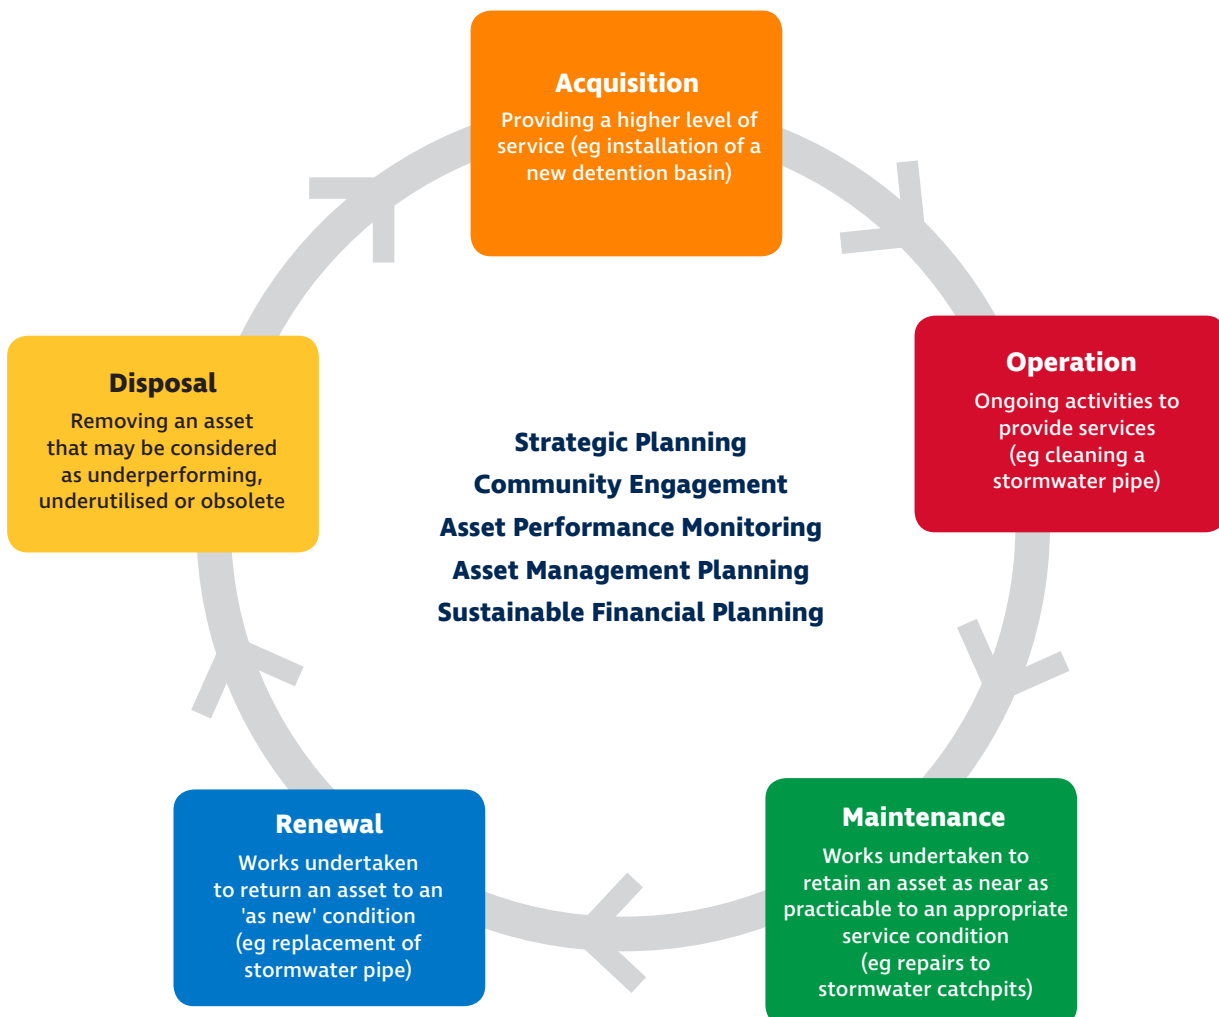 Acquisition
Providing a higher level of
service (eg installation of a
new detention basin)
Operation
Ongoing activities to
provide services
(eg cleaning a
stormwater pipe)
Maintenance
Works undertaken to
retain an asset as near as
practicable to an appropriate
service condition
(eg repairs to
stormwater catchpits)
Renewal
Works undertaken
to return an asset to an
'as new' condition
(eg replacement of
stormwater pipe)
Disposal
Removing an asset
that may be considered
as underperforming,
underutilised or obsolete
Strategic Planning
Community Engagement
Asset Performance Monitoring
Asset Management Planning
Sustainable Financial Planning